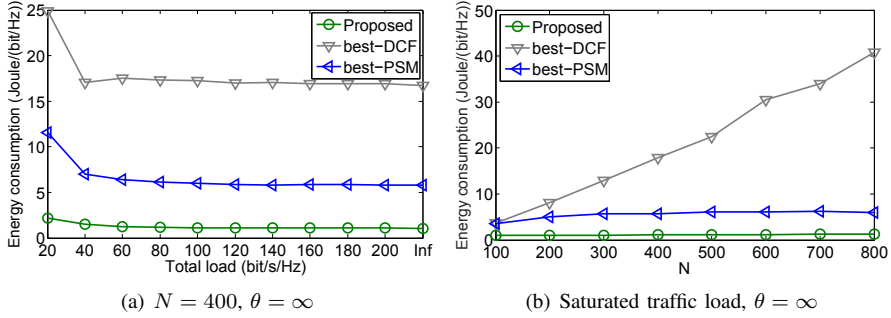 Energy consumption (Joule/(bit/Hz))
25
20
15
10
5
0
Proposed
best−DCF
best−PSM
20 40 60 80 100 120 140 160 180 200 Inf
Total load (bit/s/Hz)
(a) N = 400, θ = ∞
Energy consumption (Joule/(bit/Hz))
50
40
30
20
10
0
Proposed
best−DCF
best−PSM
100 200 300 400 500 600 700 800
N
(b) Saturated traffic load, θ = ∞